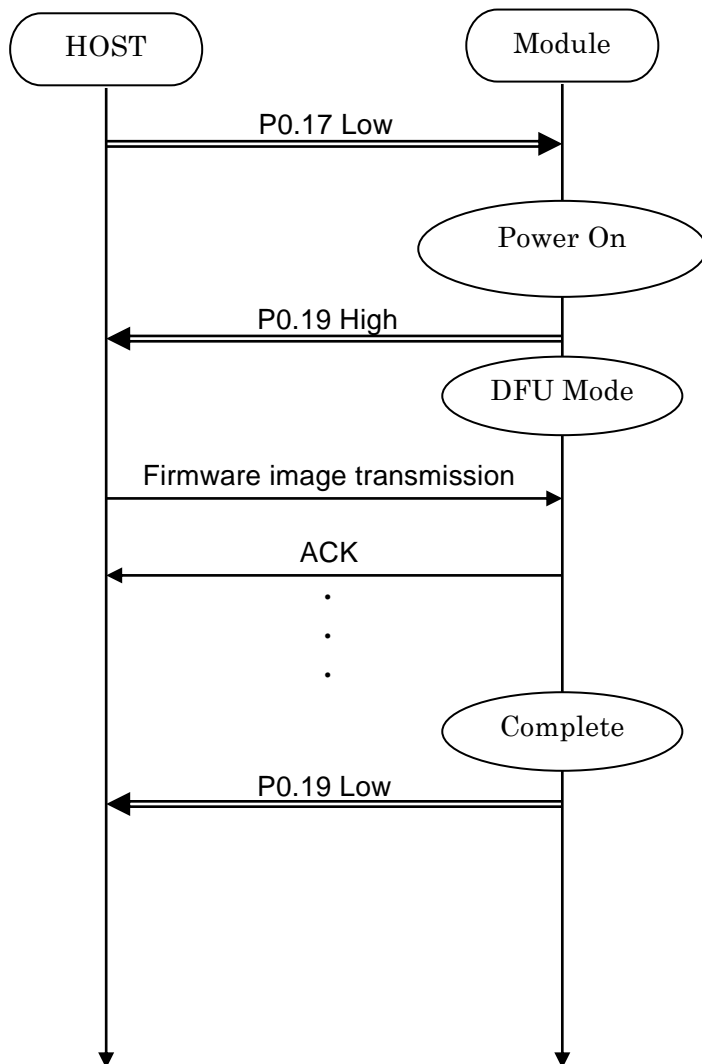 HOST
Module
P0.17 Low
Power On
P0.19 High
DFU Mode
Firmware image transmission
ACK
Complete
P0.19 Low